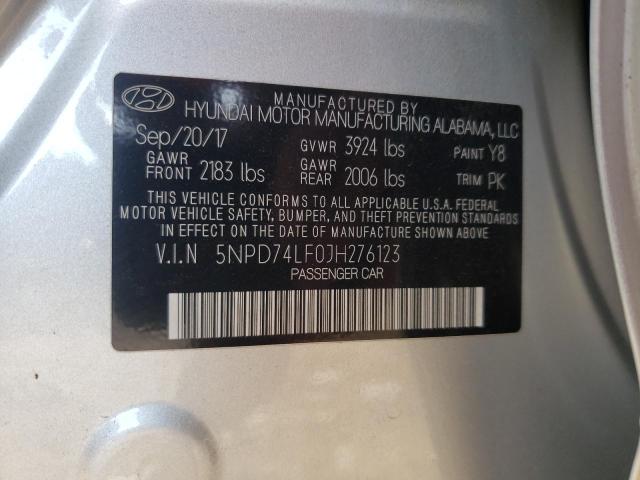 MANUFACTURED BY
HYUNDAI MOTOR MANUFACTURING ALABAMA, LLC
Sep/20/17 GVWR 3924 lbs PAINT Y8
GAWR FRONT 2183 lbs GAWR REAR 2006 lbs TRIM PK
THIS VEHICLE CONFORMS TO ALL APPLICABLE U.S.A. FEDERAL
MOTOR VEHICLE SAFETY, BUMPER, AND THEFT PREVENTION STANDARDS
IN EFFECT ON THE DATE OF MANUFACTURE SHOWN ABOVE.
V.I.N 5NPD74LF0JH276123
PASSENGER CAR